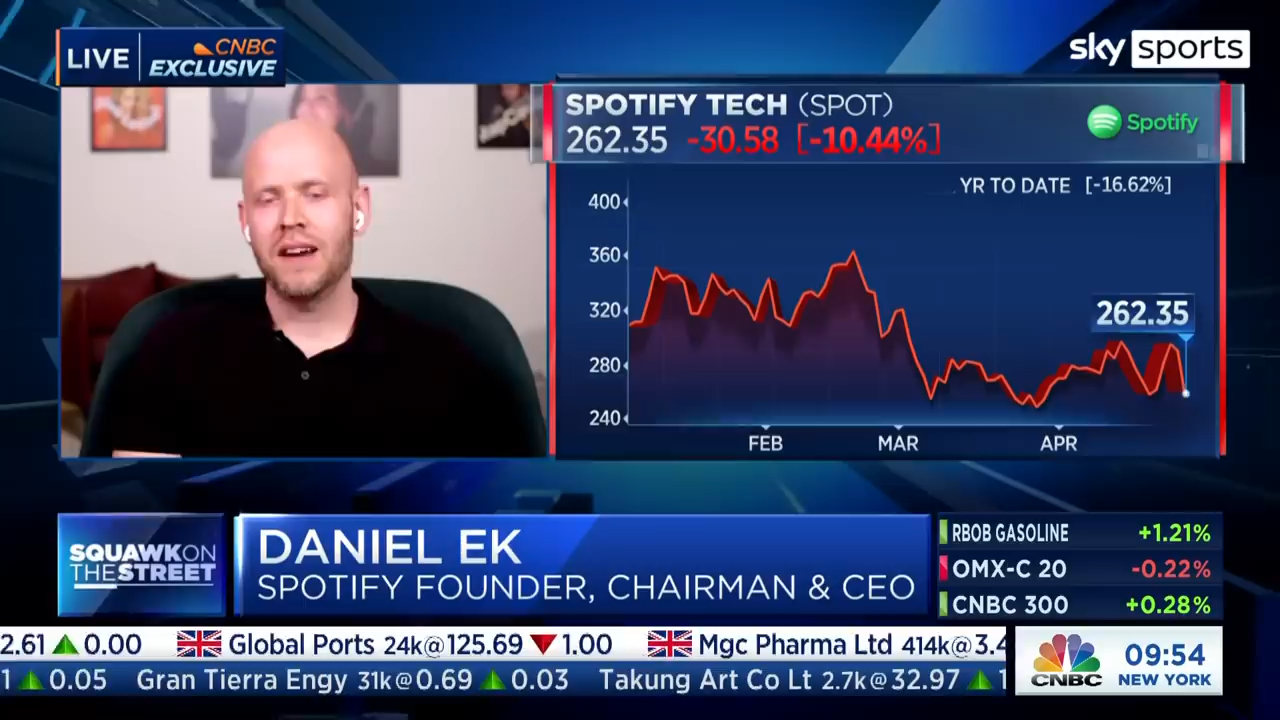 LIVE
CNBC
EXCLUSIVE
sky sports
SPOTIFY TECH (SPOT)
262.35 -30.58 [-10.44%]
Spotify
YR TO DATE [-16.62%]
400
360
320
280
240
262.35
FEB MAR APR
SQUAWK ON
THE STREET
DANIEL EK
SPOTIFY FOUNDER, CHAIRMAN & CEO
RBOB GASOLINE +1.21%
OMX-C 20 -0.22%
CNBC 300 +0.28%
2.61 0.00 Global Ports 24k@125.69 1.00 Mgc Pharma Ltd 414k@3.4
1 0.05 Gran Tierra Engy 31k@0.69 0.03 Takung Art Co Lt 2.7k@32.97 1
CNBC
09:54
NEW YORK